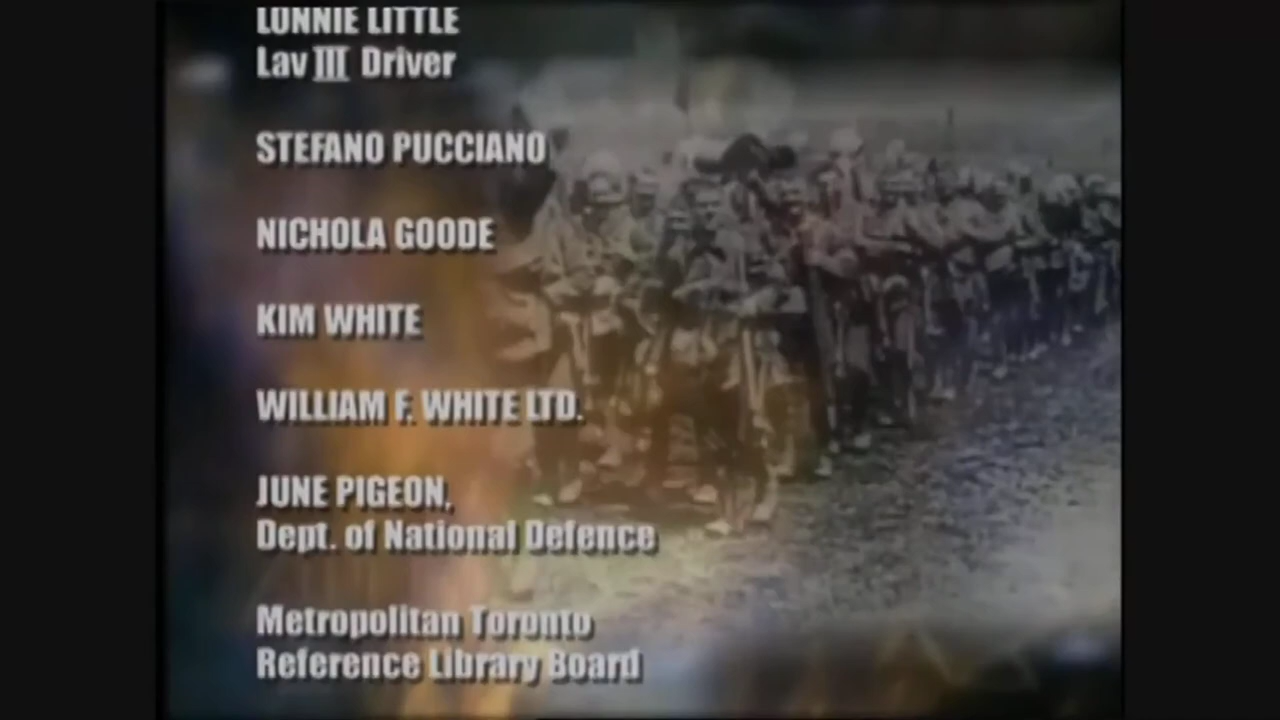 LONNIE LITTLE
Lav III Driver
STEFANO PUCCIANO
NICHOLA GOODE
KIM WHITE
WILLIAM F. WHITE LTD.
JUNE PIGEON,
Dept. of National Defence
Metropolitan Toronto
Reference Library Board